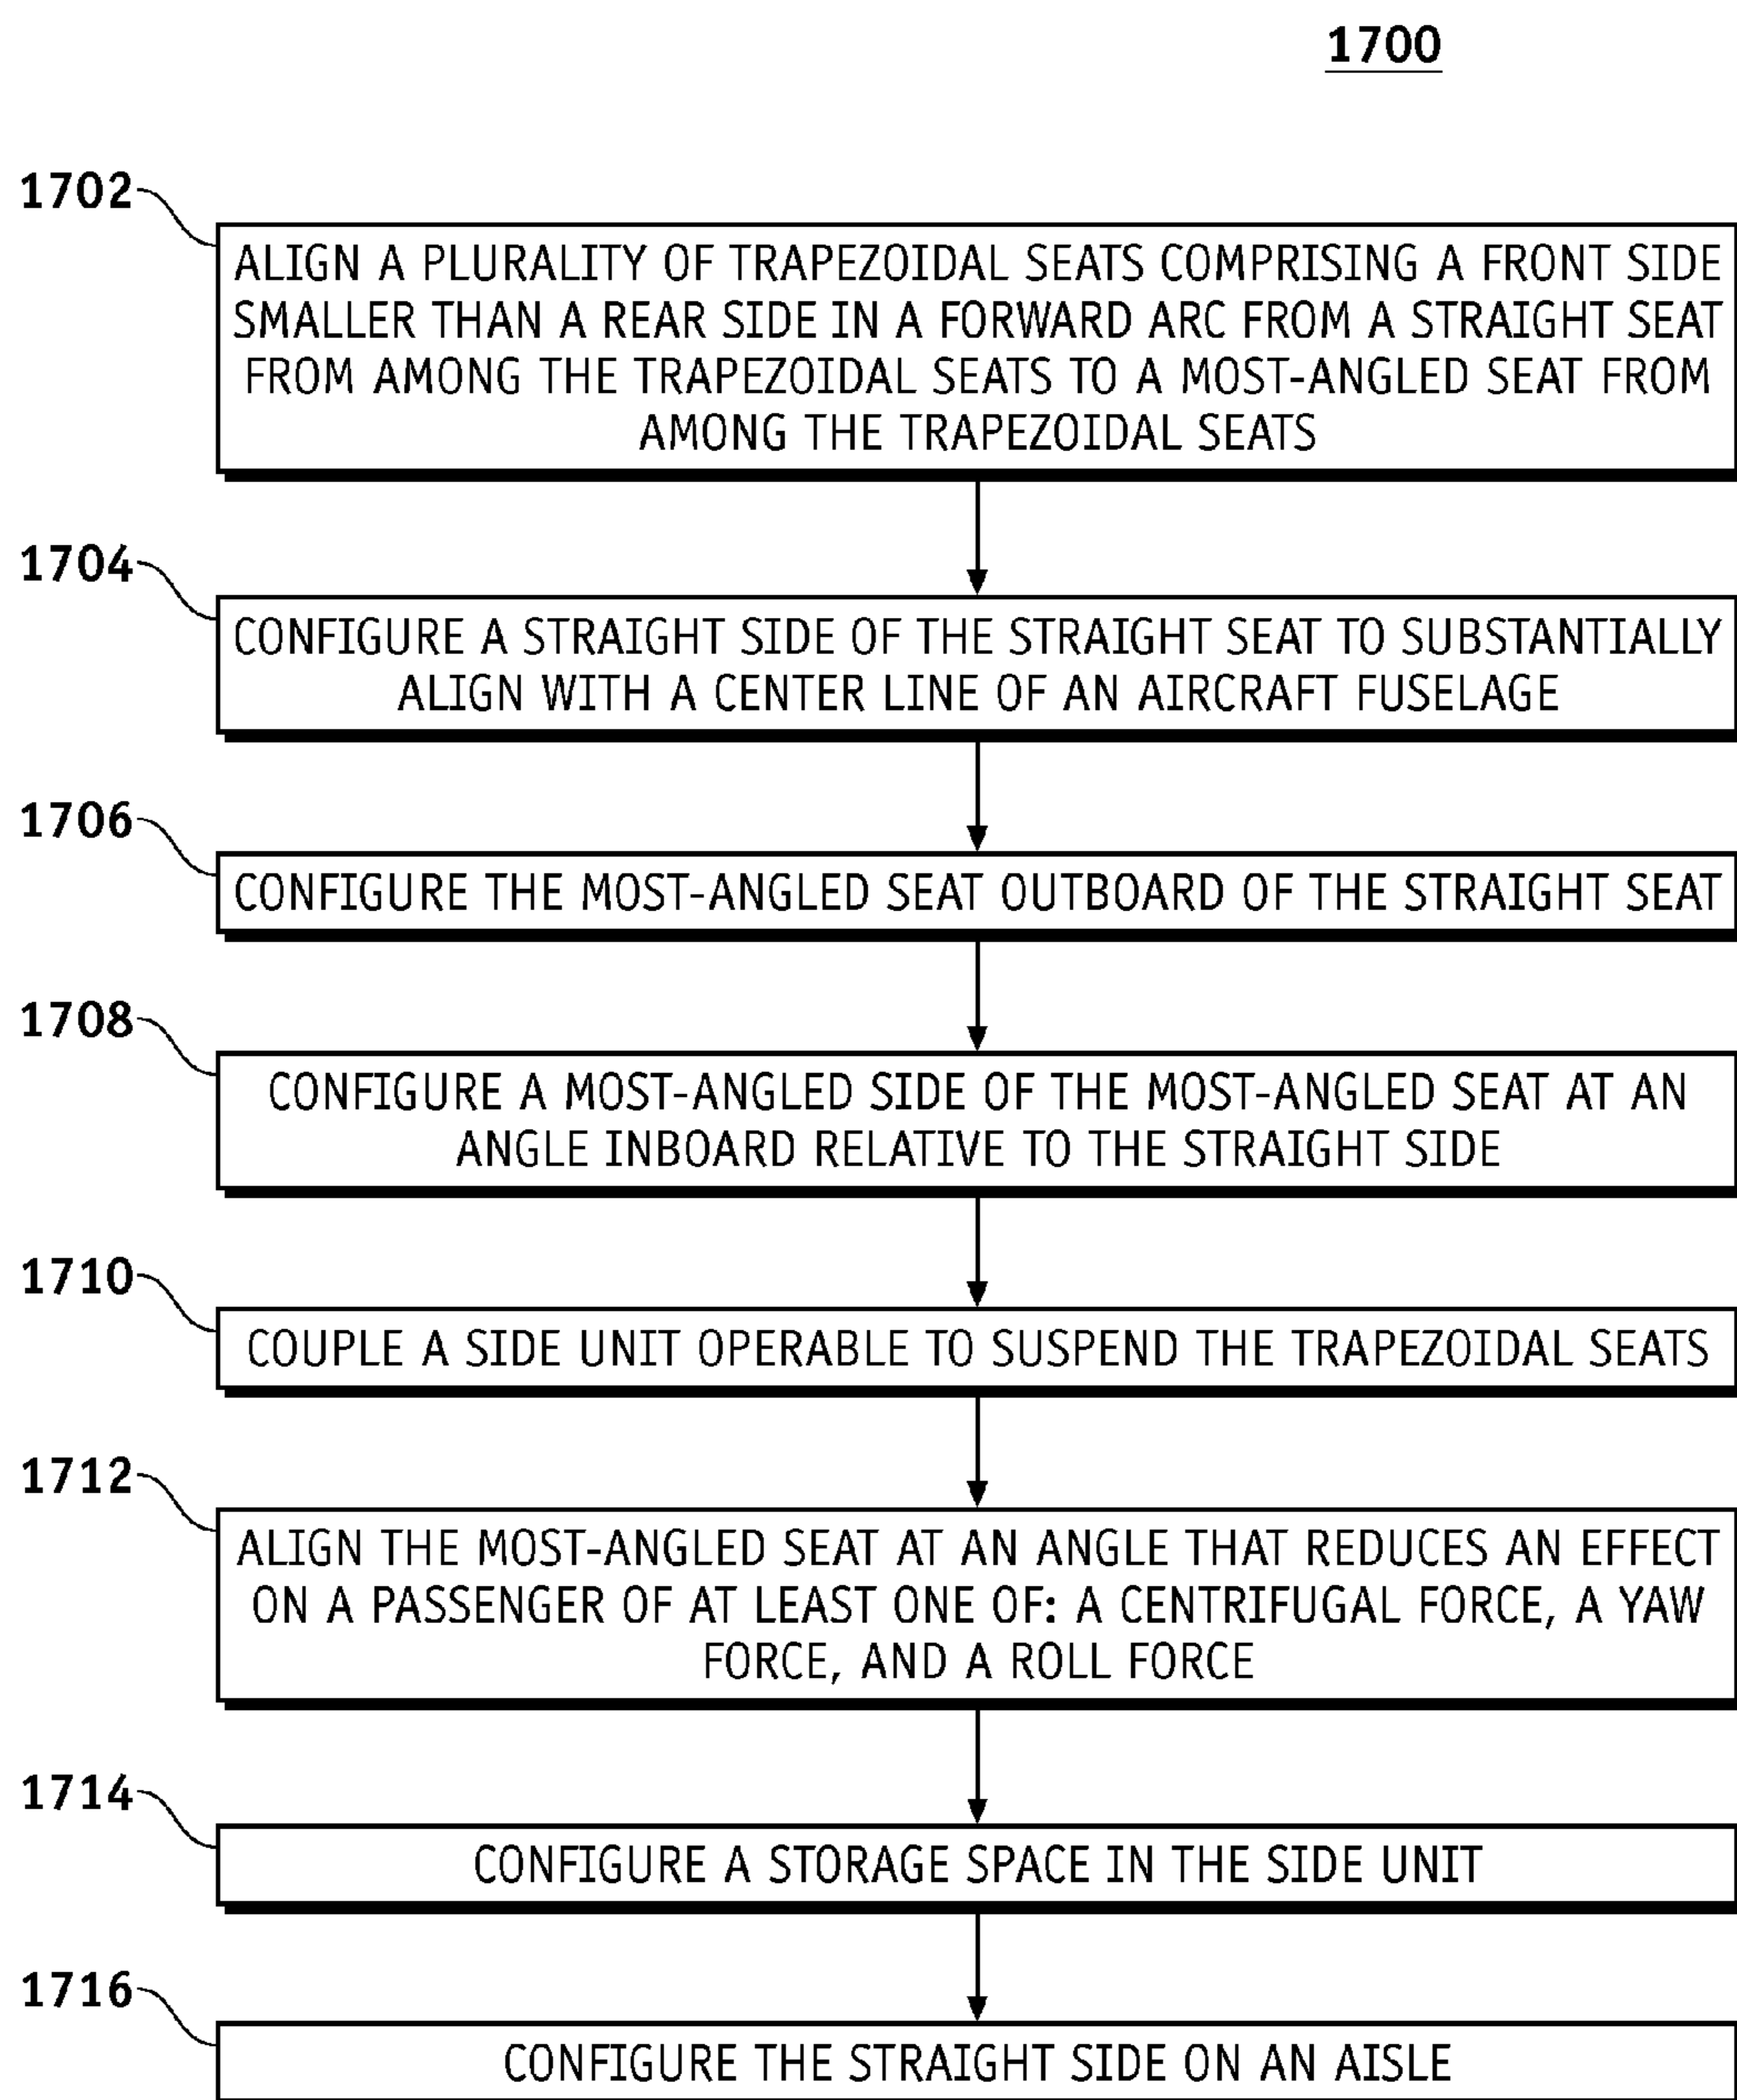 1700
1702
ALIGN A PLURALITY OF TRAPEZOIDAL SEATS COMPRISING A FRONT SIDE
SMALLER THAN A REAR SIDE IN A FORWARD ARC FROM A STRAIGHT SEAT
FROM AMONG THE TRAPEZOIDAL SEATS TO A MOST-ANGLED SEAT FROM
AMONG THE TRAPEZOIDAL SEATS
1704
CONFIGURE A STRAIGHT SIDE OF THE STRAIGHT SEAT TO SUBSTANTIALLY
ALIGN WITH A CENTER LINE OF AN AIRCRAFT FUSELAGE
1706
CONFIGURE THE MOST-ANGLED SEAT OUTBOARD OF THE STRAIGHT SEAT
1708
CONFIGURE A MOST-ANGLED SIDE OF THE MOST-ANGLED SEAT AT AN
ANGLE INBOARD RELATIVE TO THE STRAIGHT SIDE
1710
COUPLE A SIDE UNIT OPERABLE TO SUSPEND THE TRAPEZOIDAL SEATS
1712
ALIGN THE MOST-ANGLED SEAT AT AN ANGLE THAT REDUCES AN EFFECT
ON A PASSENGER OF AT LEAST ONE OF: A CENTRIFUGAL FORCE, A YAW
FORCE, AND A ROLL FORCE
1714
CONFIGURE A STORAGE SPACE IN THE SIDE UNIT
1716
CONFIGURE THE STRAIGHT SIDE ON AN AISLE